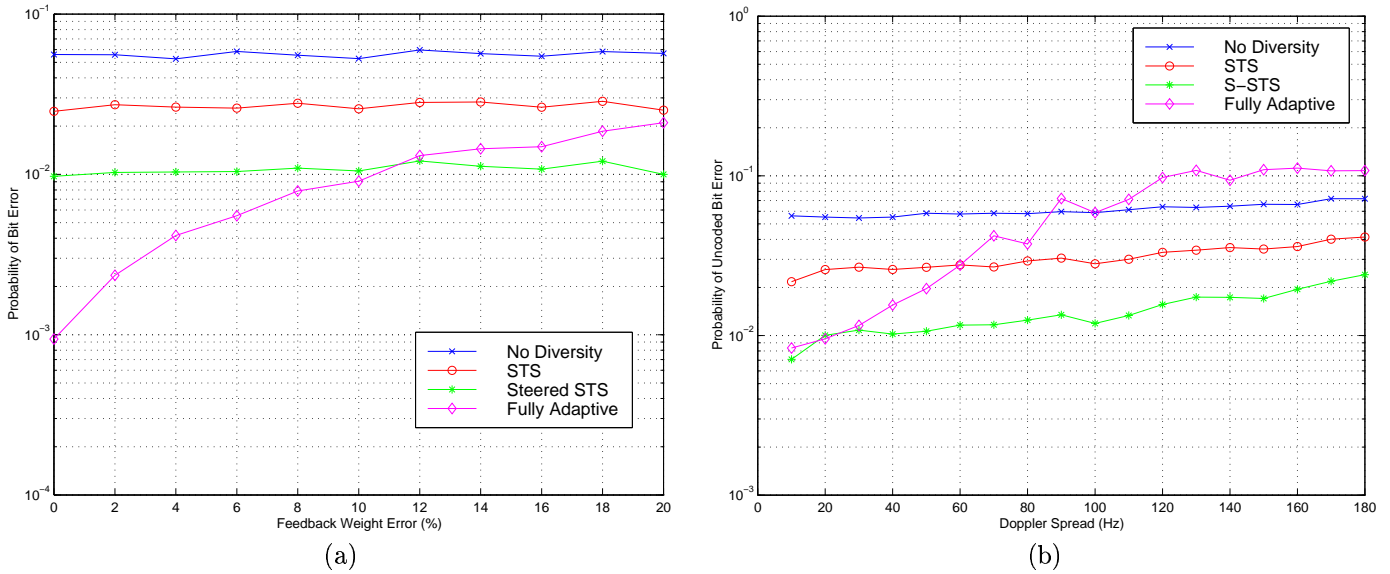 10^-1
10^-2
10^-3
10^-4
Probability of Bit Error
0 2 4 6 8 10 12 14 16 18 20
Feedback Weight Error (%)
No Diversity
STS
Steered STS
Fully Adaptive
(a)
10^0
10^-1
10^-2
10^-3
Probability of Uncoded Bit Error
0 20 40 60 80 100 120 140 160 180
Doppler Spread (Hz)
No Diversity
STS
S-STS
Fully Adaptive
(b)